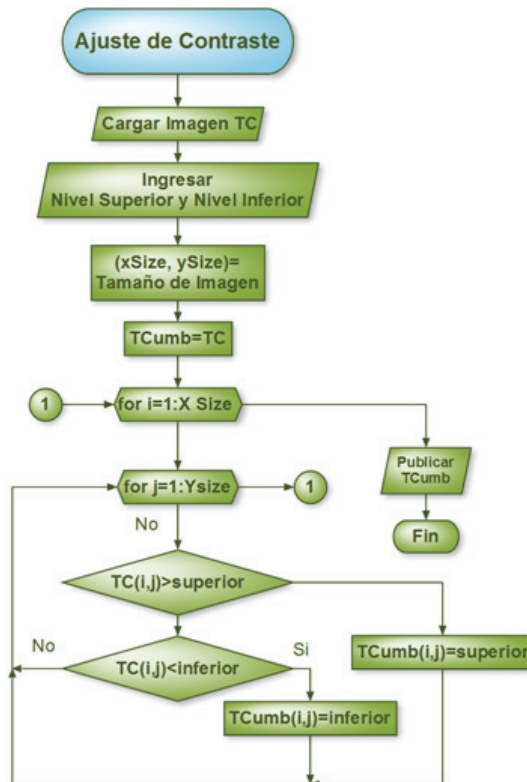 Ajuste de Contraste
Cargar Imagen TC
Ingresar
Nivel Superior y Nivel Inferior
(xSize, ySize)=
Tamaño de Imagen
TCumb=TC
1
for i=1:X Size
Publicar
TCumb
for j=1:Ysize
1
No
Fin
TC(i,j)>superior
No
TC(i,j)<inferior
Si
TCumb(i,j)=superior
TCumb(i,j)=inferior